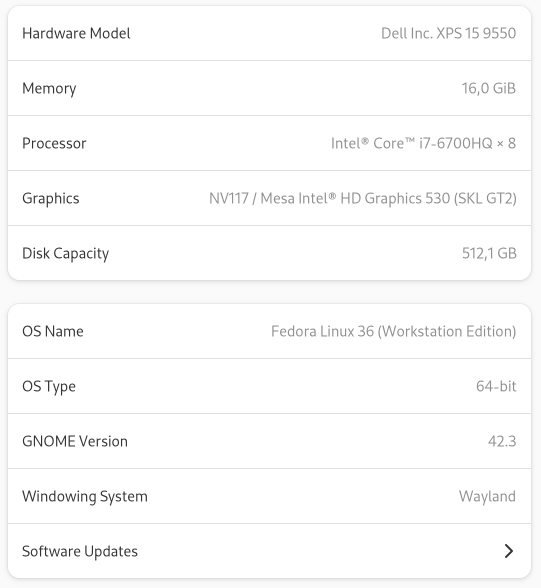 Hardware Model Dell Inc. XPS 15 9550
Memory 16,0 GiB
Processor Intel® Core™ i7-6700HQ × 8
Graphics NV117 / Mesa Intel® HD Graphics 530 (SKL GT2)
Disk Capacity 512,1 GB
OS Name Fedora Linux 36 (Workstation Edition)
OS Type 64-bit
GNOME Version 42.3
Windowing System Wayland
Software Updates